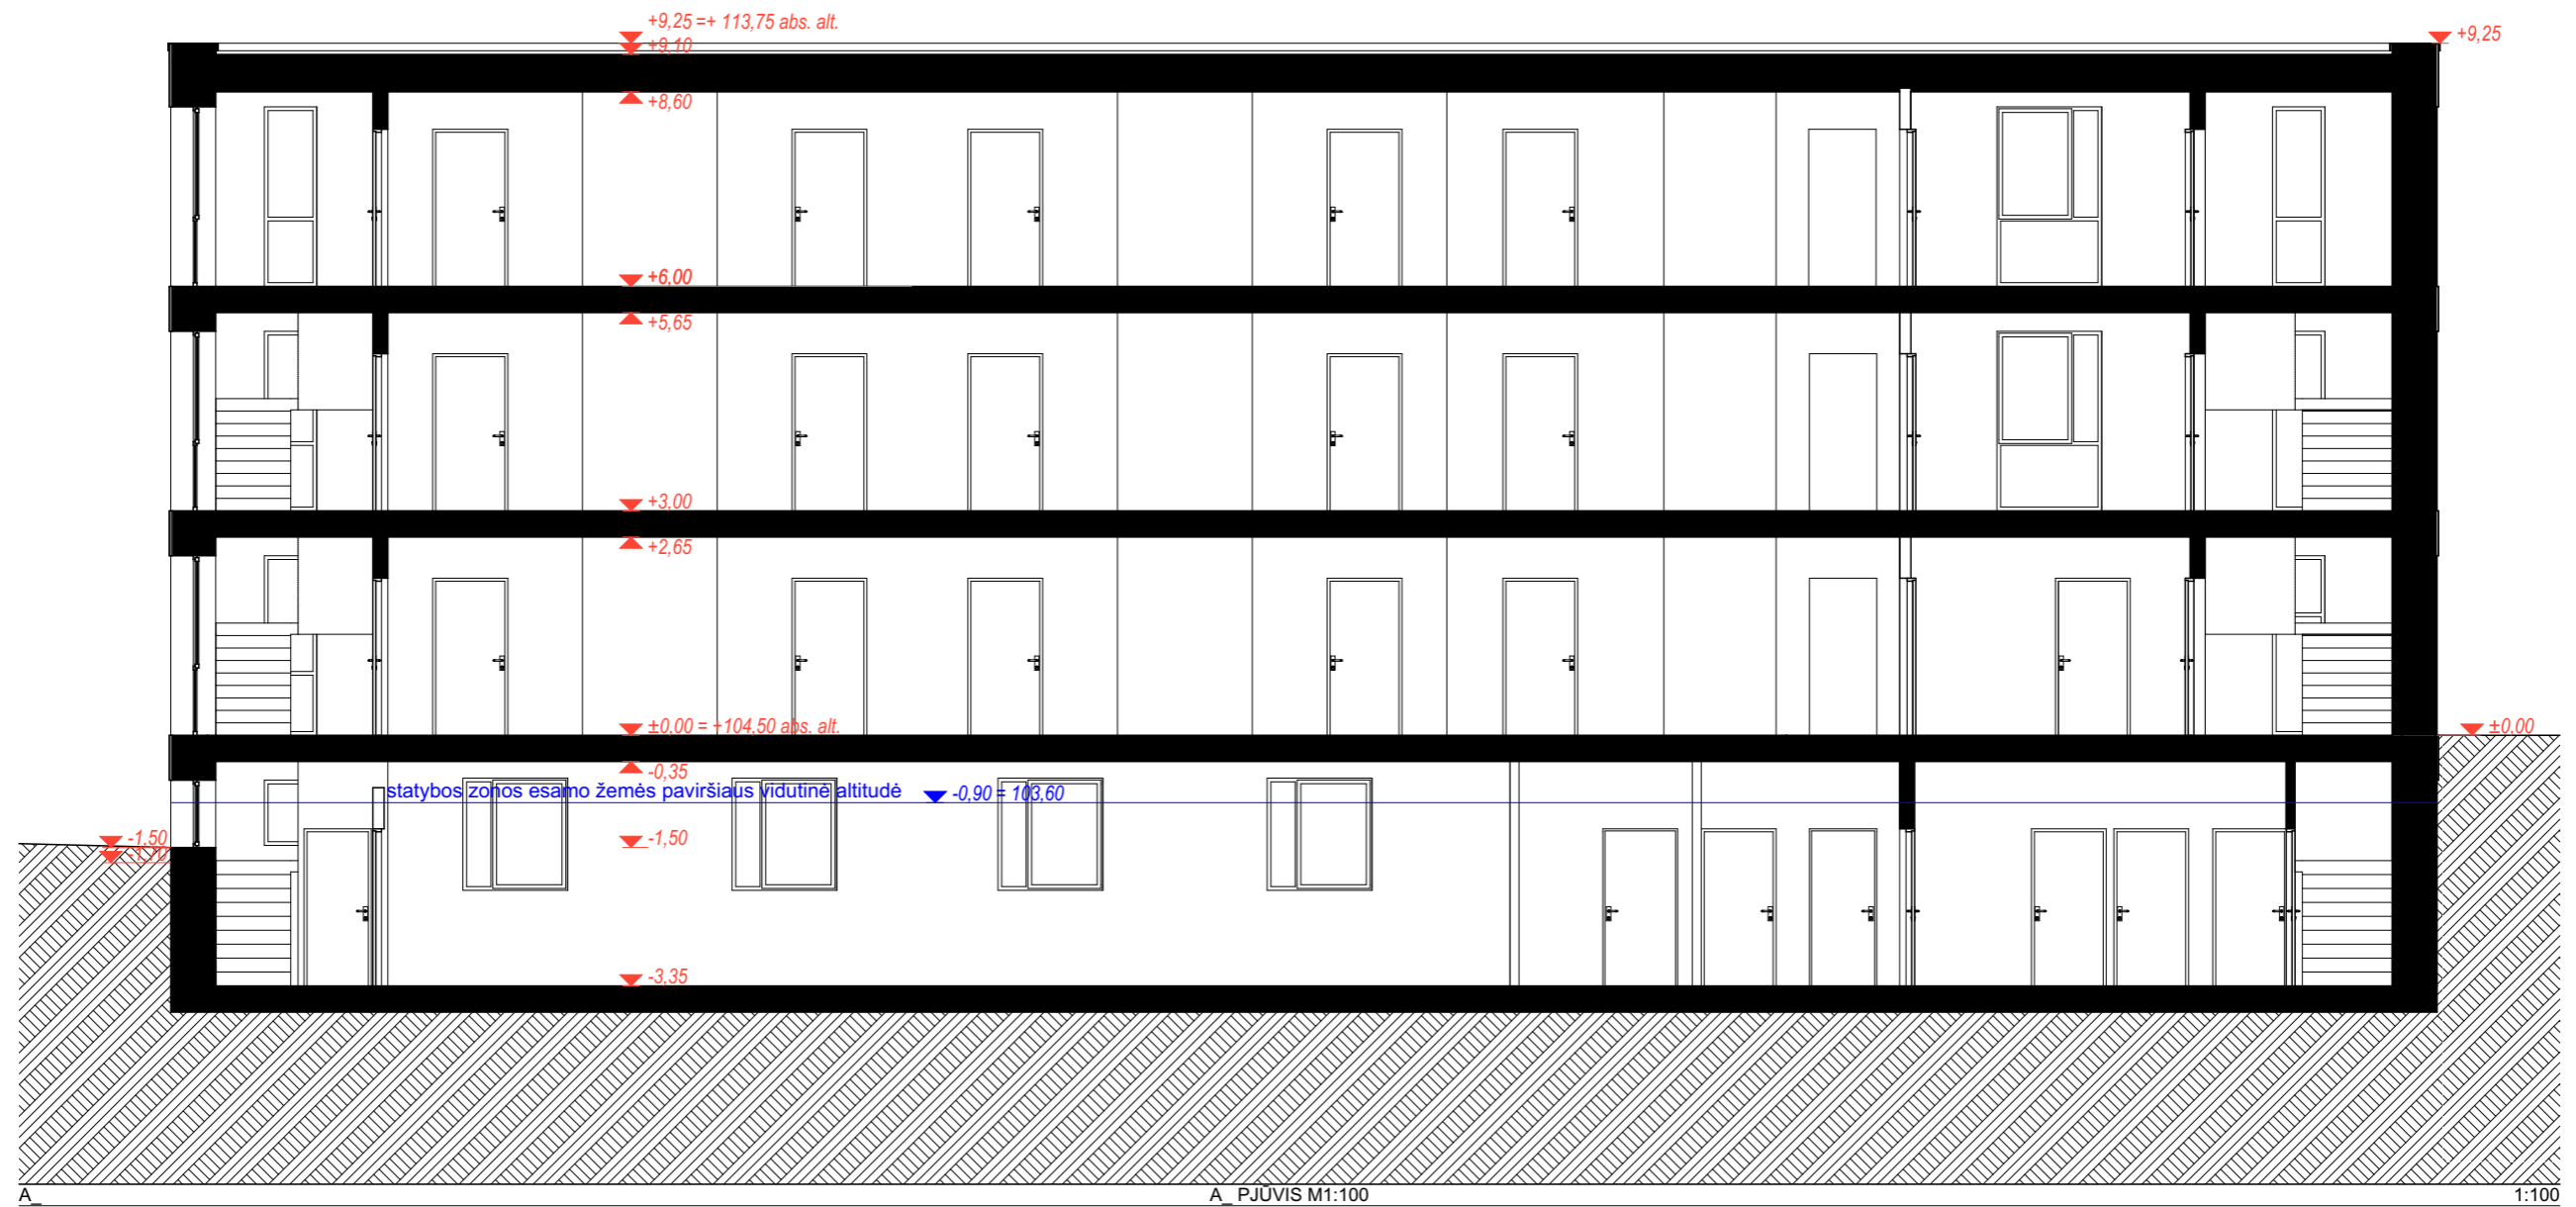 +9,25 =+ 113,75 abs. alt.
+9,25
+9,10
+8,60
+6,00
+5,65
+3,00
+2,65
±0,00 = +104,50 abs. alt.
±0,00
-0,35
statybos zonos esamo žemės paviršiaus vidutinė altitudė
-0,90 = 103,60
-1,50
-1,50
-1,70
-3,35
A_
A_ PJŪVIS M1:100
1:100